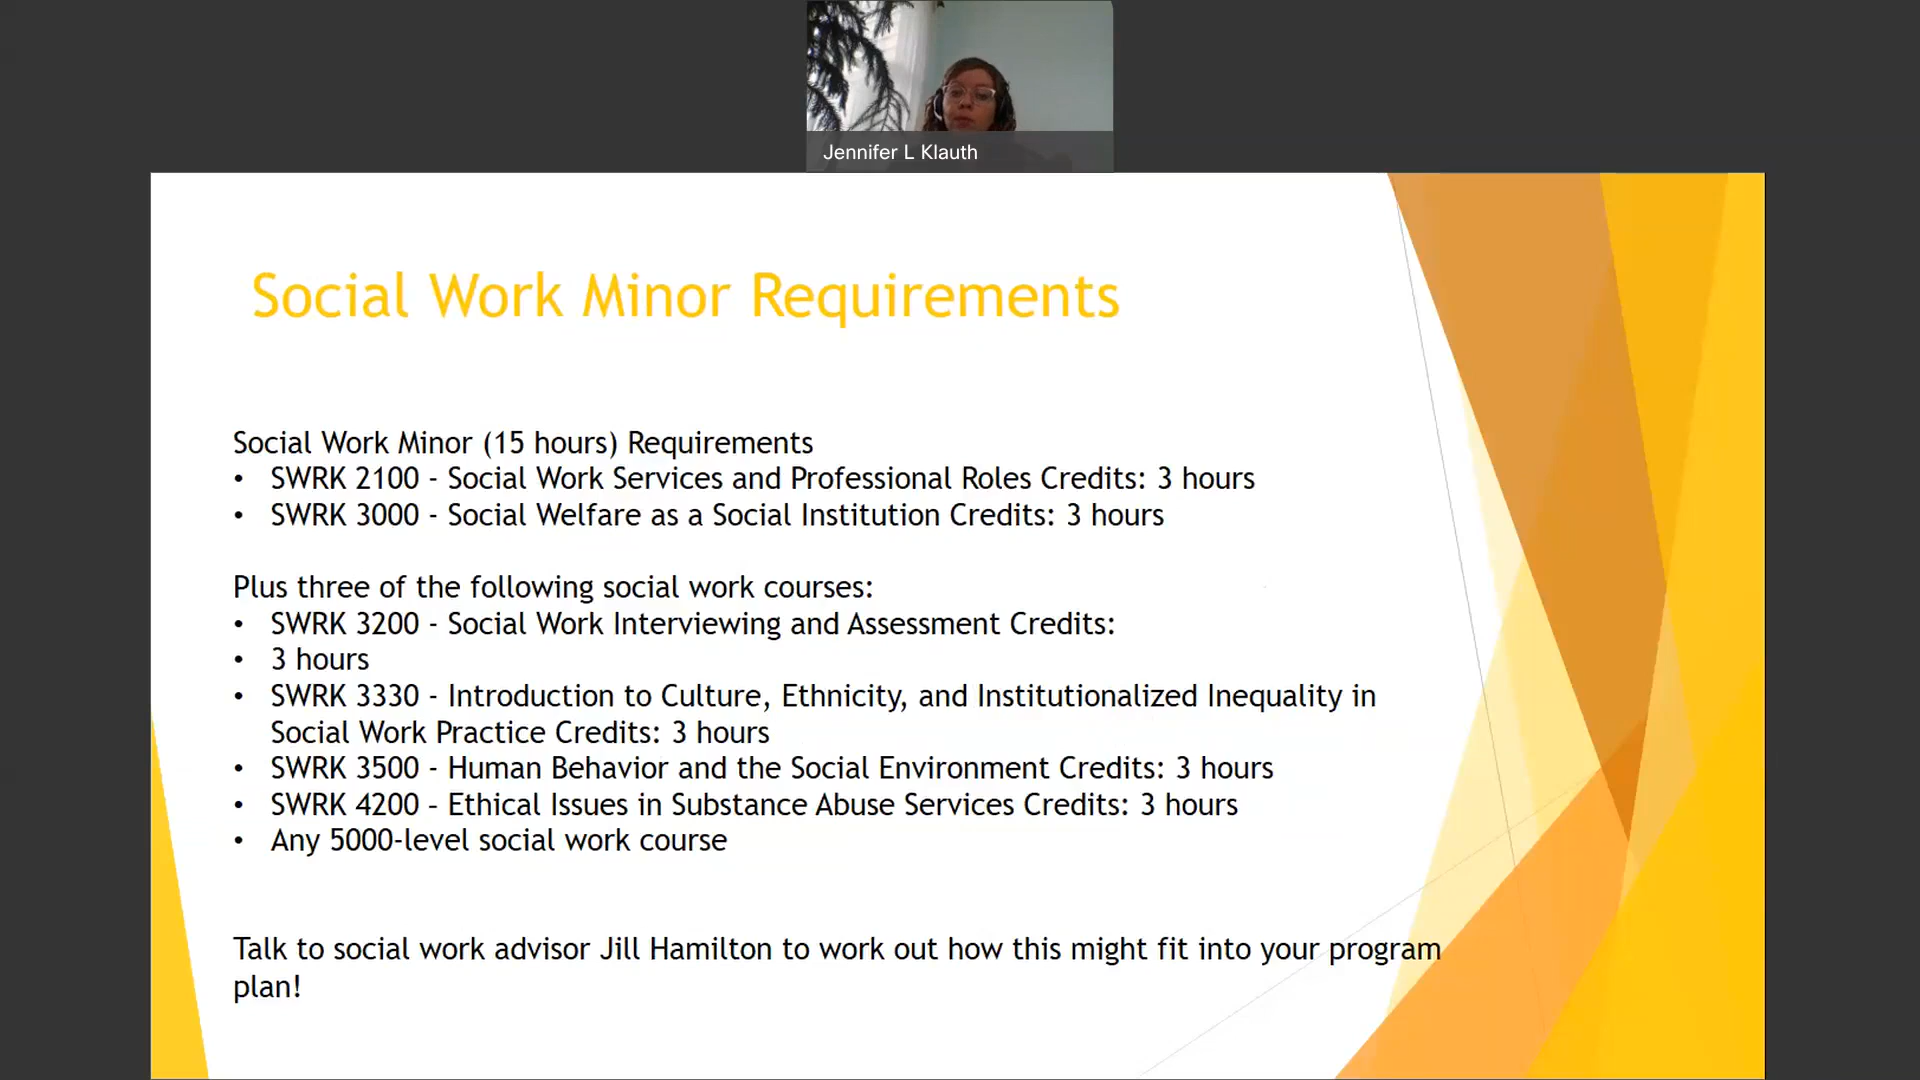 Jennifer L Klauth
Social Work Minor Requirements
Social Work Minor (15 hours) Requirements
• SWRK 2100 - Social Work Services and Professional Roles Credits: 3 hours
• SWRK 3000 - Social Welfare as a Social Institution Credits: 3 hours
Plus three of the following social work courses:
• SWRK 3200 - Social Work Interviewing and Assessment Credits:
• 3 hours
• SWRK 3330 - Introduction to Culture, Ethnicity, and Institutionalized Inequality in
Social Work Practice Credits: 3 hours
• SWRK 3500 - Human Behavior and the Social Environment Credits: 3 hours
• SWRK 4200 – Ethical Issues in Substance Abuse Services Credits: 3 hours
• Any 5000-level social work course
Talk to social work advisor Jill Hamilton to work out how this might fit into your program
plan!